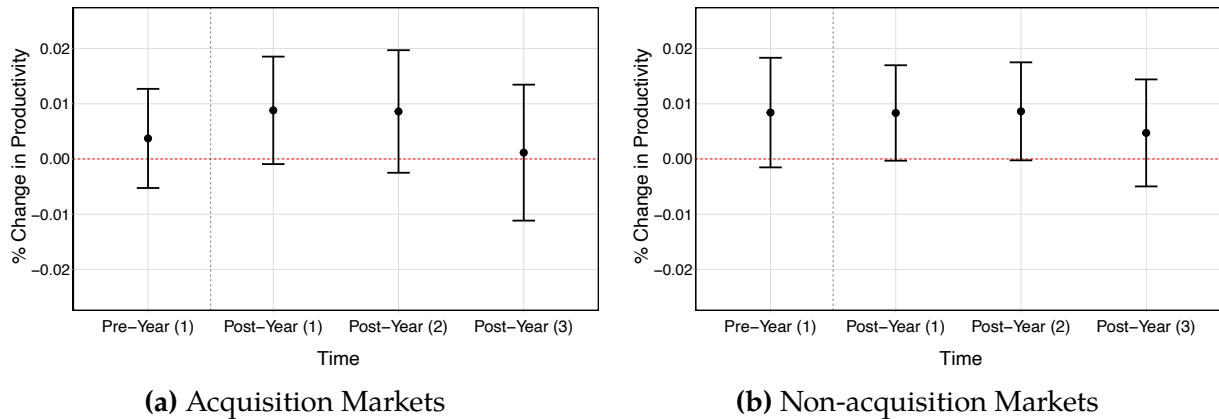 % Change in Productivity
0.02
0.01
0.00
−0.01
−0.02
Pre−Year (1) Post−Year (1) Post−Year (2) Post−Year (3)
Time
(a) Acquisition Markets
% Change in Productivity
0.02
0.01
0.00
−0.01
−0.02
Pre−Year (1) Post−Year (1) Post−Year (2) Post−Year (3)
Time
(b) Non-acquisition Markets